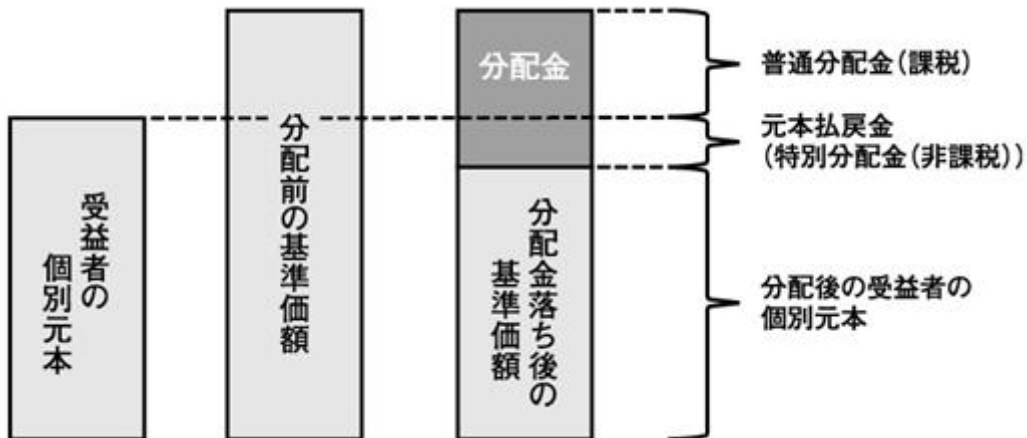 受益者の
個別元本
分配前の基準価額
分配金
分配金落ち後の
基準価額
普通分配金(課税)
元本払戻金
(特別分配金(非課税))
分配後の受益者の
個別元本